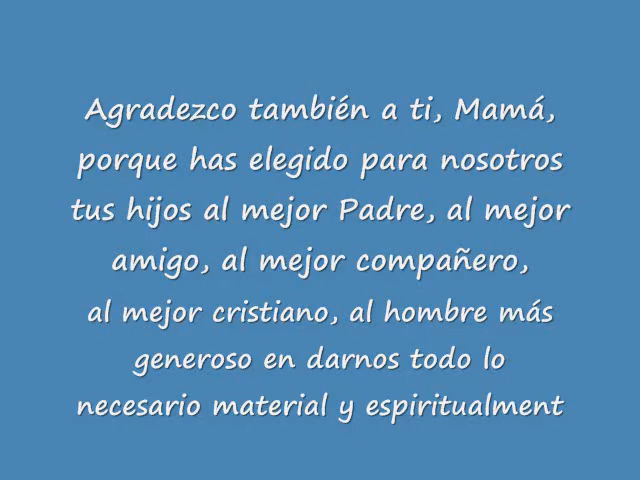 Agradezco también a ti, Mamá,
porque has elegido para nosotros
tus hijos al mejor Padre, al mejor
amigo, al mejor compañero,
al mejor cristiano, al hombre más
generoso en darnos todo lo
necesario material y espiritualment